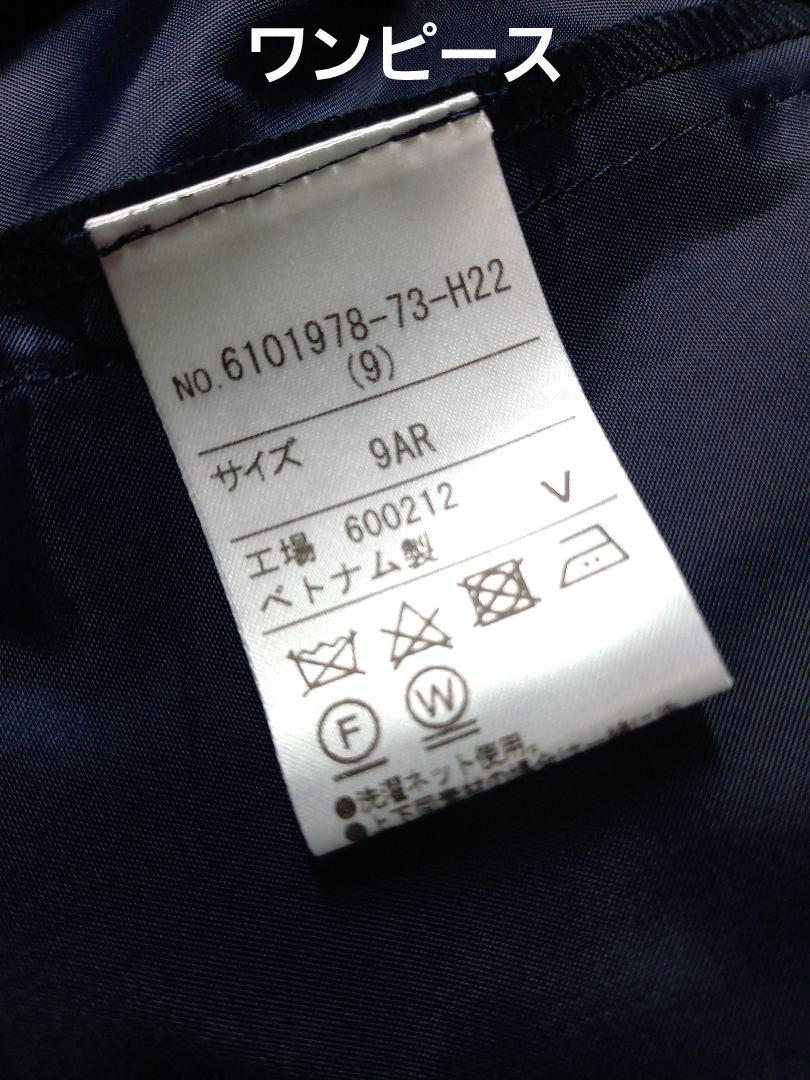 ワンピース
NO.6101978-73-H22
(9)
サイズ 9AR
工場 600212 V
ベトナム製
F W
●洗濯ネット使用。